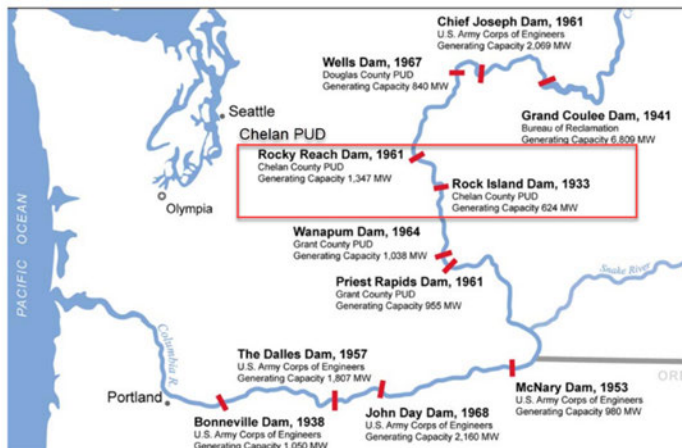 Chief Joseph Dam, 1961
U.S. Army Corps of Engineers
Generating Capacity 2,069 MW
Wells Dam, 1967
Douglas County PUD
Generating Capacity 840 MW
Grand Coulee Dam, 1941
Bureau of Reclamation
Generating Capacity 6,809 MW
Seattle
Chelan PUD
Rocky Reach Dam, 1961
Chelan County PUD
Generating Capacity 1,347 MW
Rock Island Dam, 1933
Chelan County PUD
Generating Capacity 624 MW
Olympia
PACIFIC OCEAN
Wanapum Dam, 1964
Grant County PUD
Generating Capacity 1,038 MW
Priest Rapids Dam, 1961
Grant County PUD
Generating Capacity 955 MW
Snake River
Columbia R.
The Dalles Dam, 1957
U.S. Army Corps of Engineers
Generating Capacity 1,807 MW
Portland
McNary Dam, 1953
U.S. Army Corps of Engineers
Generating Capacity 980 MW
Bonneville Dam, 1938
U.S. Army Corps of Engineers
Generating Capacity 1,050 MW
John Day Dam, 1968
U.S. Army Corps of Engineers
Generating Capacity 2,160 MW